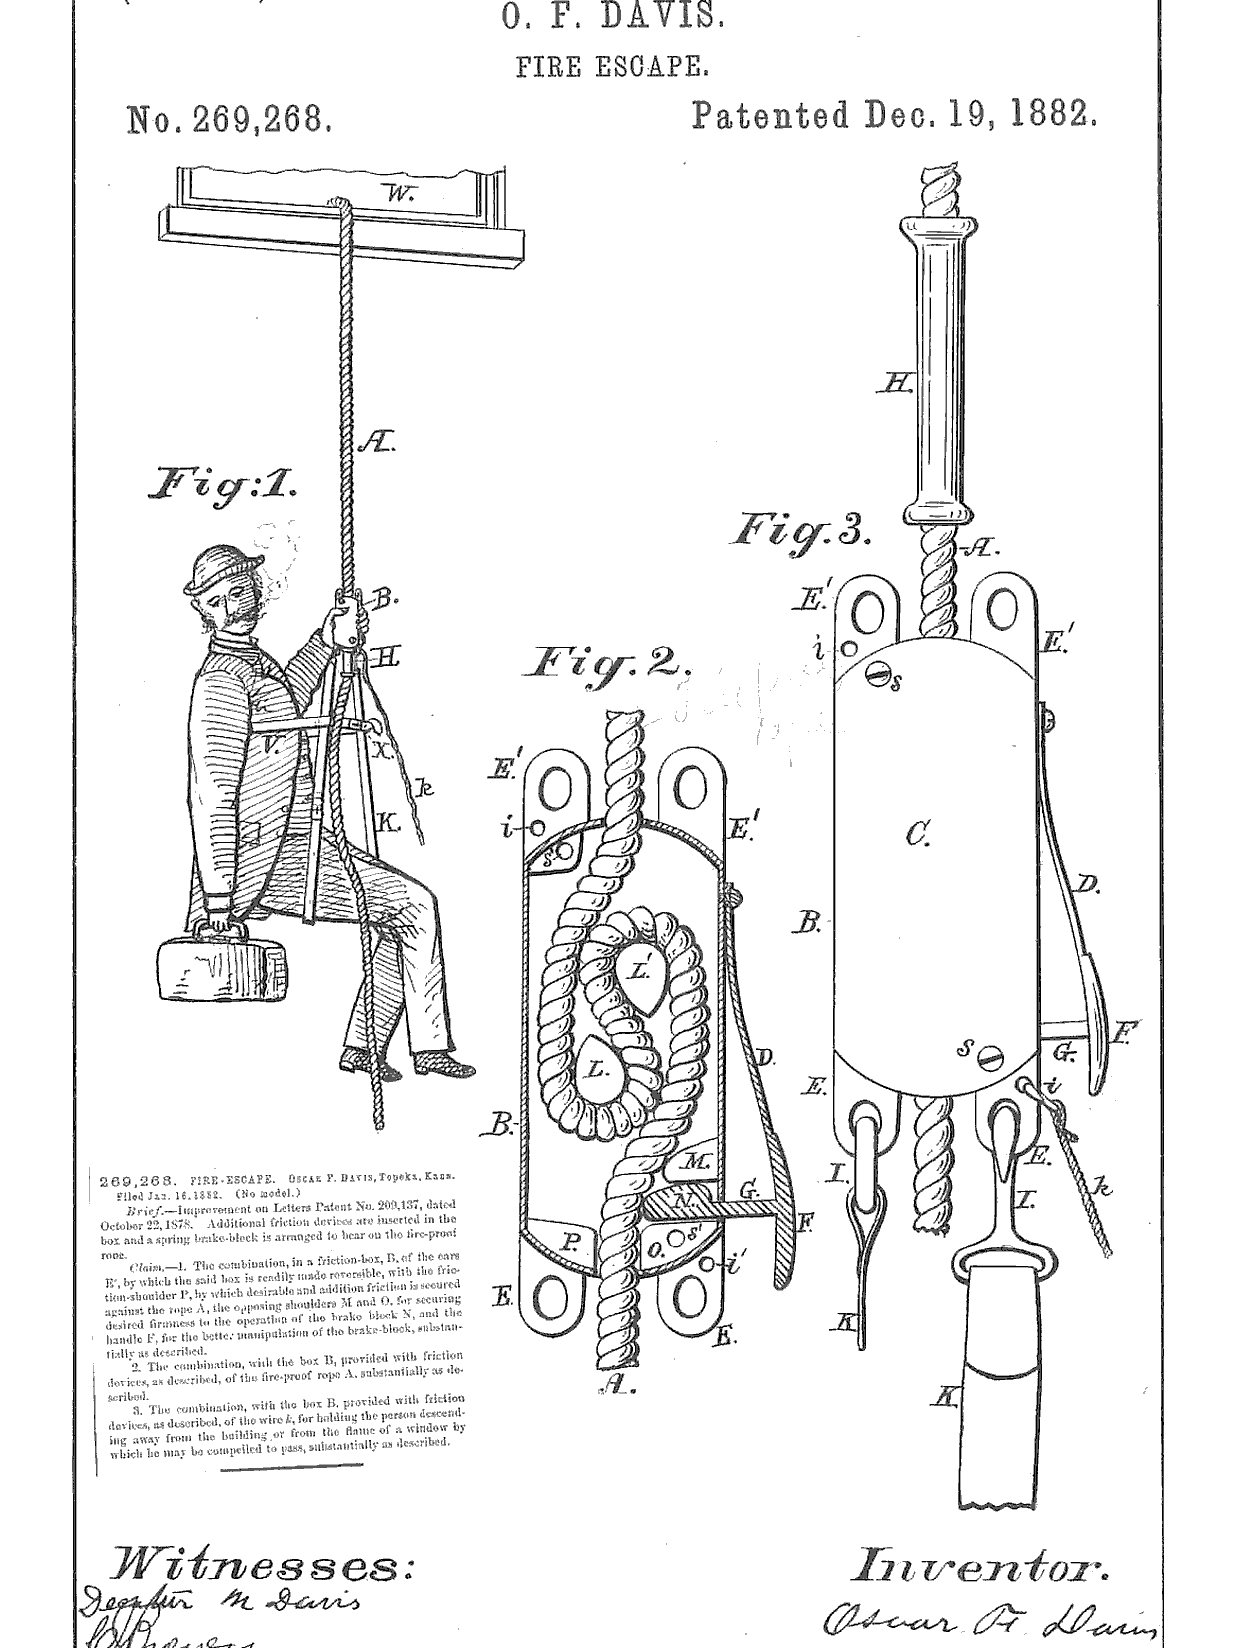 O. F. DAVIS.
FIRE ESCAPE.
No. 269,268.
Patented Dec. 19, 1882.
W.
A.
Fig:1.
B.
H.
V.
X.
k
K.
Fig. 2.
E'
E'
i
s
L'
L.
D.
B.
M.
N.
G.
F.
P.
O.
s'
i'
E.
E.
A.
Fig. 3.
H.
A.
E'
E'
i
s
C.
D.
B.
F.
G.
s
E.
i
E.
I.
I.
k
K
K
269,268. FIRE-ESCAPE. OSCAR F. DAVIS, Topeka, Kans.
Filed Jan. 16, 1882. (No model.)
Brief.—Improvement on Letters Patent No. 209,137, dated
October 22, 1878. Additional friction devices are inserted in the
box and a spring brake-block is arranged to bear on the fire-proof
rope.
Claim.—1. The combination, in a friction-box, B, of the ears
E', by which the said box is readily made reversible, with the fric-
tion-shoulder P, by which desirable and addition friction is secured
against the rope A, the opposing shoulders M and O, for securing
desired firmness to the operation of the brake block N, and the
handle F, for the better manipulation of the brake-block, substan-
tially as described.
2. The combination, with the box B, provided with friction
devices, as described, of the fire-proof rope A, substantially as de-
scribed.
3. The combination, with the box B, provided with friction
devices, as described, of the wire k, for holding the person descend-
ing away from the building or from the flame of a window by
which he may be compelled to pass, substantially as described.
Witnesses:
M Davis
Inventor.
Oscar F. Davis